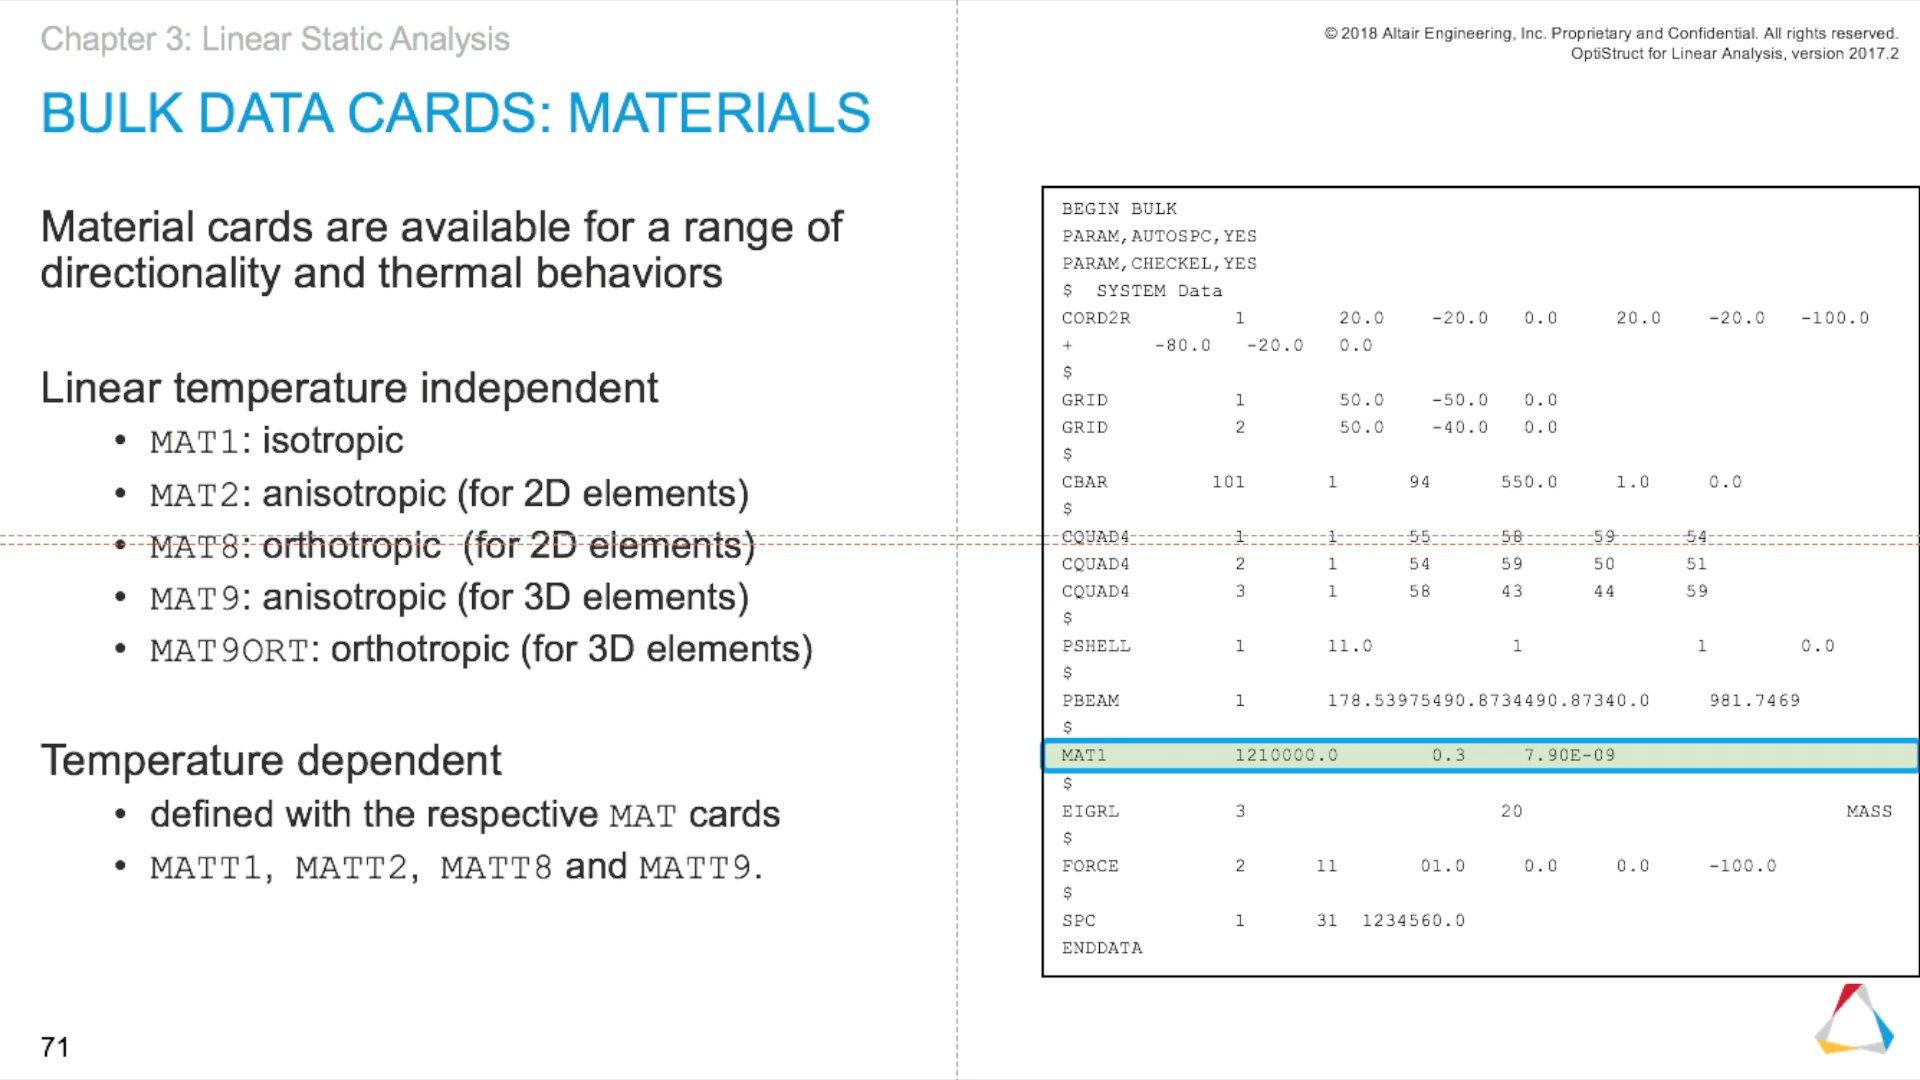 Chapter 3: Linear Static Analysis
© 2018 Altair Engineering, Inc. Proprietary and Confidential. All rights reserved.
OptiStruct for Linear Analysis, version 2017.2
BULK DATA CARDS: MATERIALS
Material cards are available for a range of
directionality and thermal behaviors
Linear temperature independent
• MAT1: isotropic
• MAT2: anisotropic (for 2D elements)
• MAT8: orthotropic (for 2D elements)
• MAT9: anisotropic (for 3D elements)
• MAT9ORT: orthotropic (for 3D elements)
Temperature dependent
• defined with the respective MAT cards
• MATT1, MATT2, MATT8 and MATT9.
BEGIN BULK
PARAM,AUTOSPC,YES
PARAM,CHECKEL,YES
$ SYSTEM Data
CORD2R 1 20.0 -20.0 0.0 20.0 -20.0 -100.0
+ -80.0 -20.0 0.0
$
GRID 1 50.0 -50.0 0.0
GRID 2 50.0 -40.0 0.0
$
CBAR 101 1 94 550.0 1.0 0.0
$
CQUAD4 1 1 55 58 59 54
CQUAD4 2 1 54 59 50 51
CQUAD4 3 1 58 43 44 59
$
PSHELL 1 11.0 1 1 0.0
$
PBEAM 1 178.53975490.8734490.87340.0 981.7469
$
MAT1 1210000.0 0.3 7.90E-09
$
EIGRL 3 20 MASS
$
FORCE 2 11 01.0 0.0 0.0 -100.0
$
SPC 1 31 1234560.0
ENDDATA
71